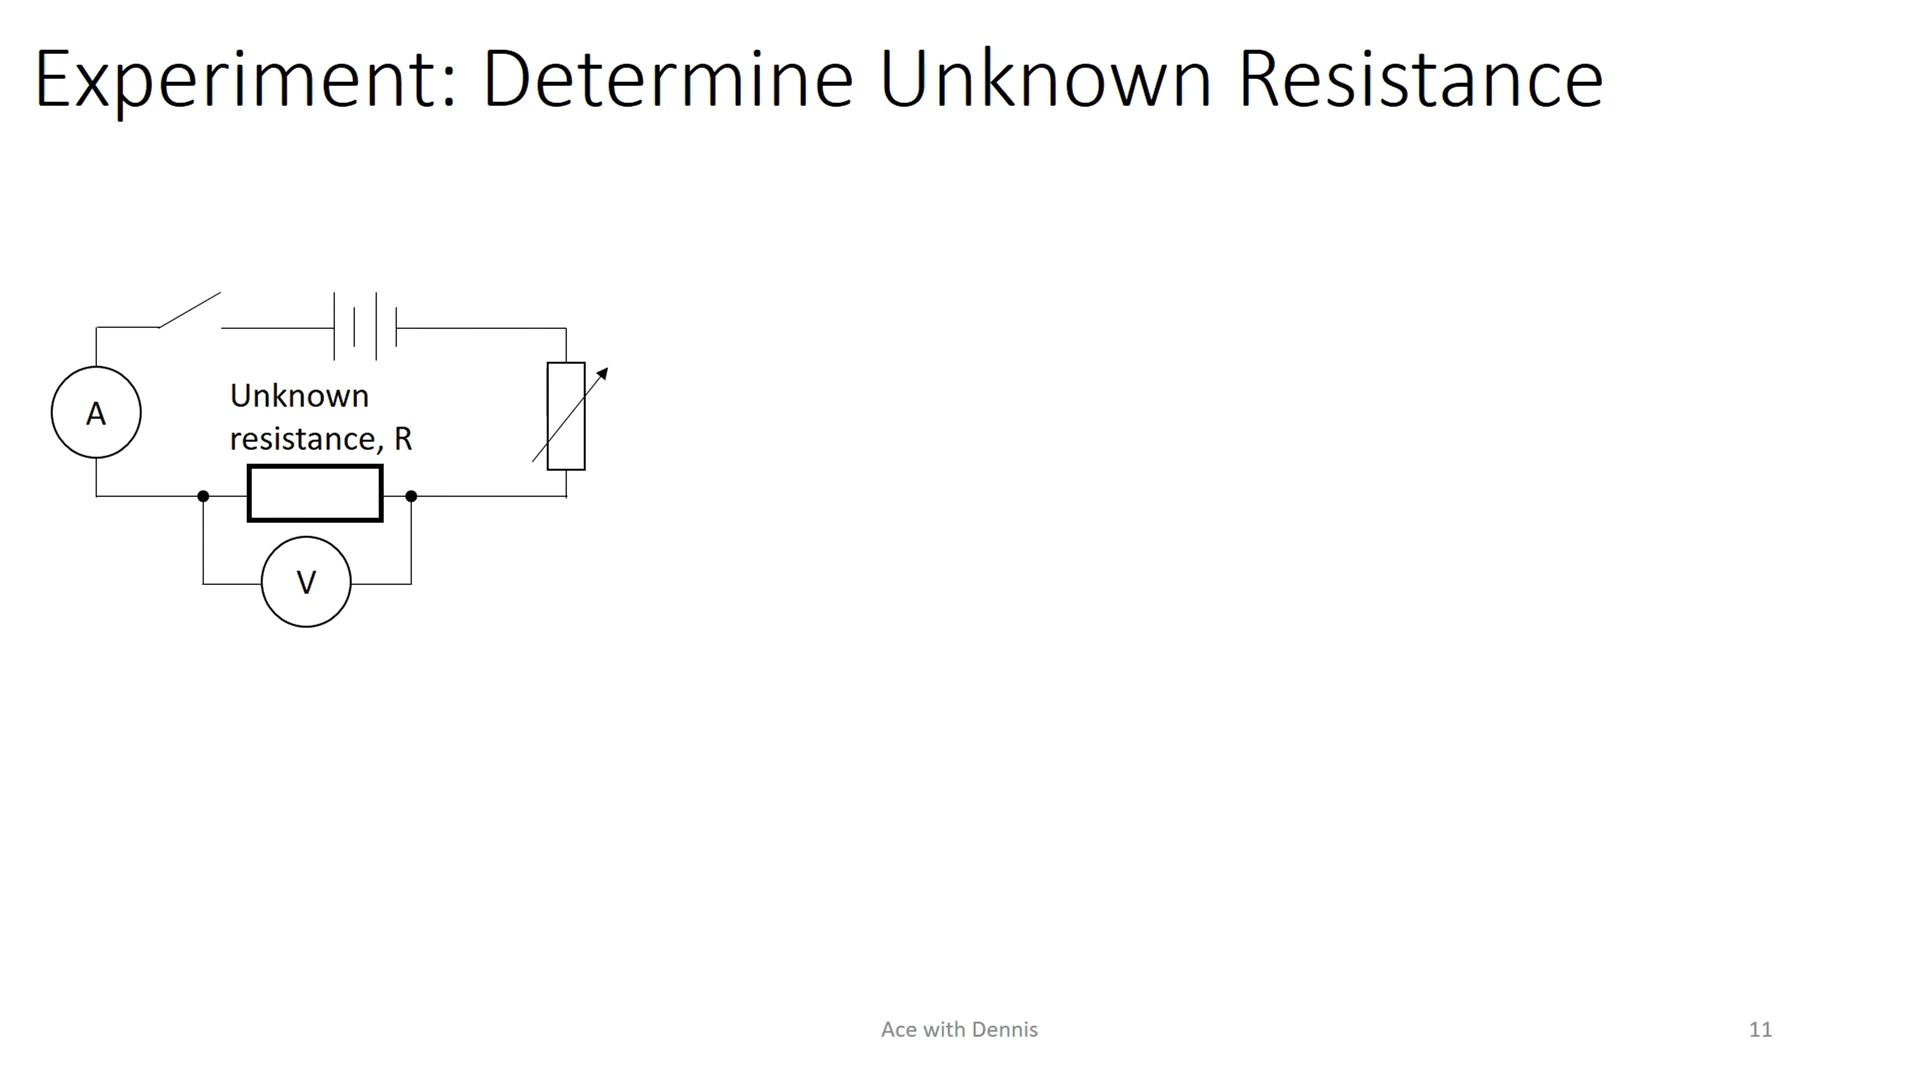 Experiment: Determine Unknown Resistance
A
Unknown
resistance, R
V
Ace with Dennis
11